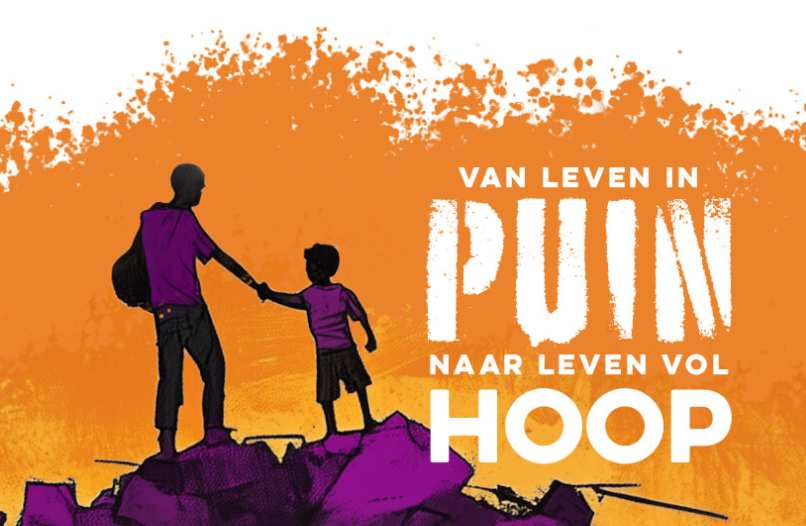 VAN LEVEN IN
PUIN
NAAR LEVEN VOL
HOOP